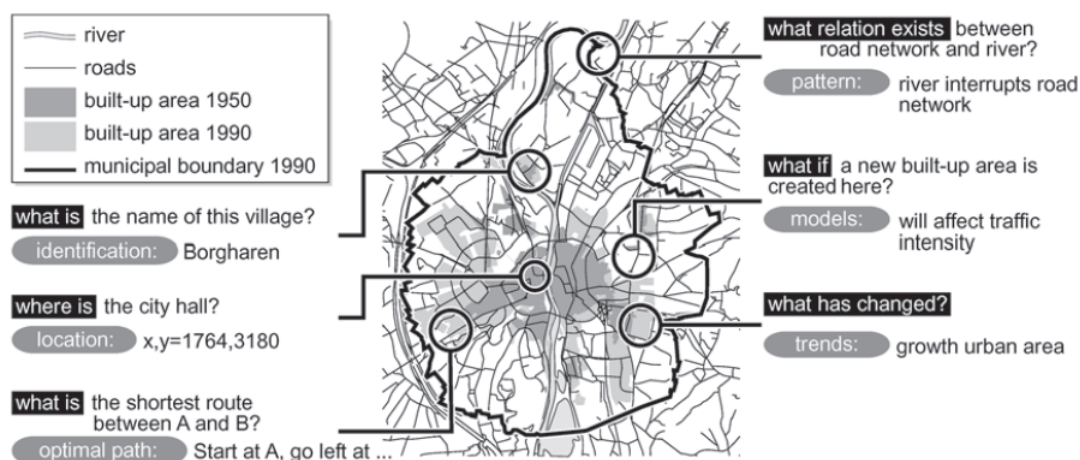 river
roads
built-up area 1950
built-up area 1990
municipal boundary 1990
what is the name of this village?
identification: Borgharen
where is the city hall?
location: x,y=1764,3180
what is the shortest route
between A and B?
optimal path: Start at A, go left at ...
what relation exists between
road network and river?
pattern: river interrupts road
network
what if a new built-up area is
created here?
models: will affect traffic
intensity
what has changed?
trends: growth urban area